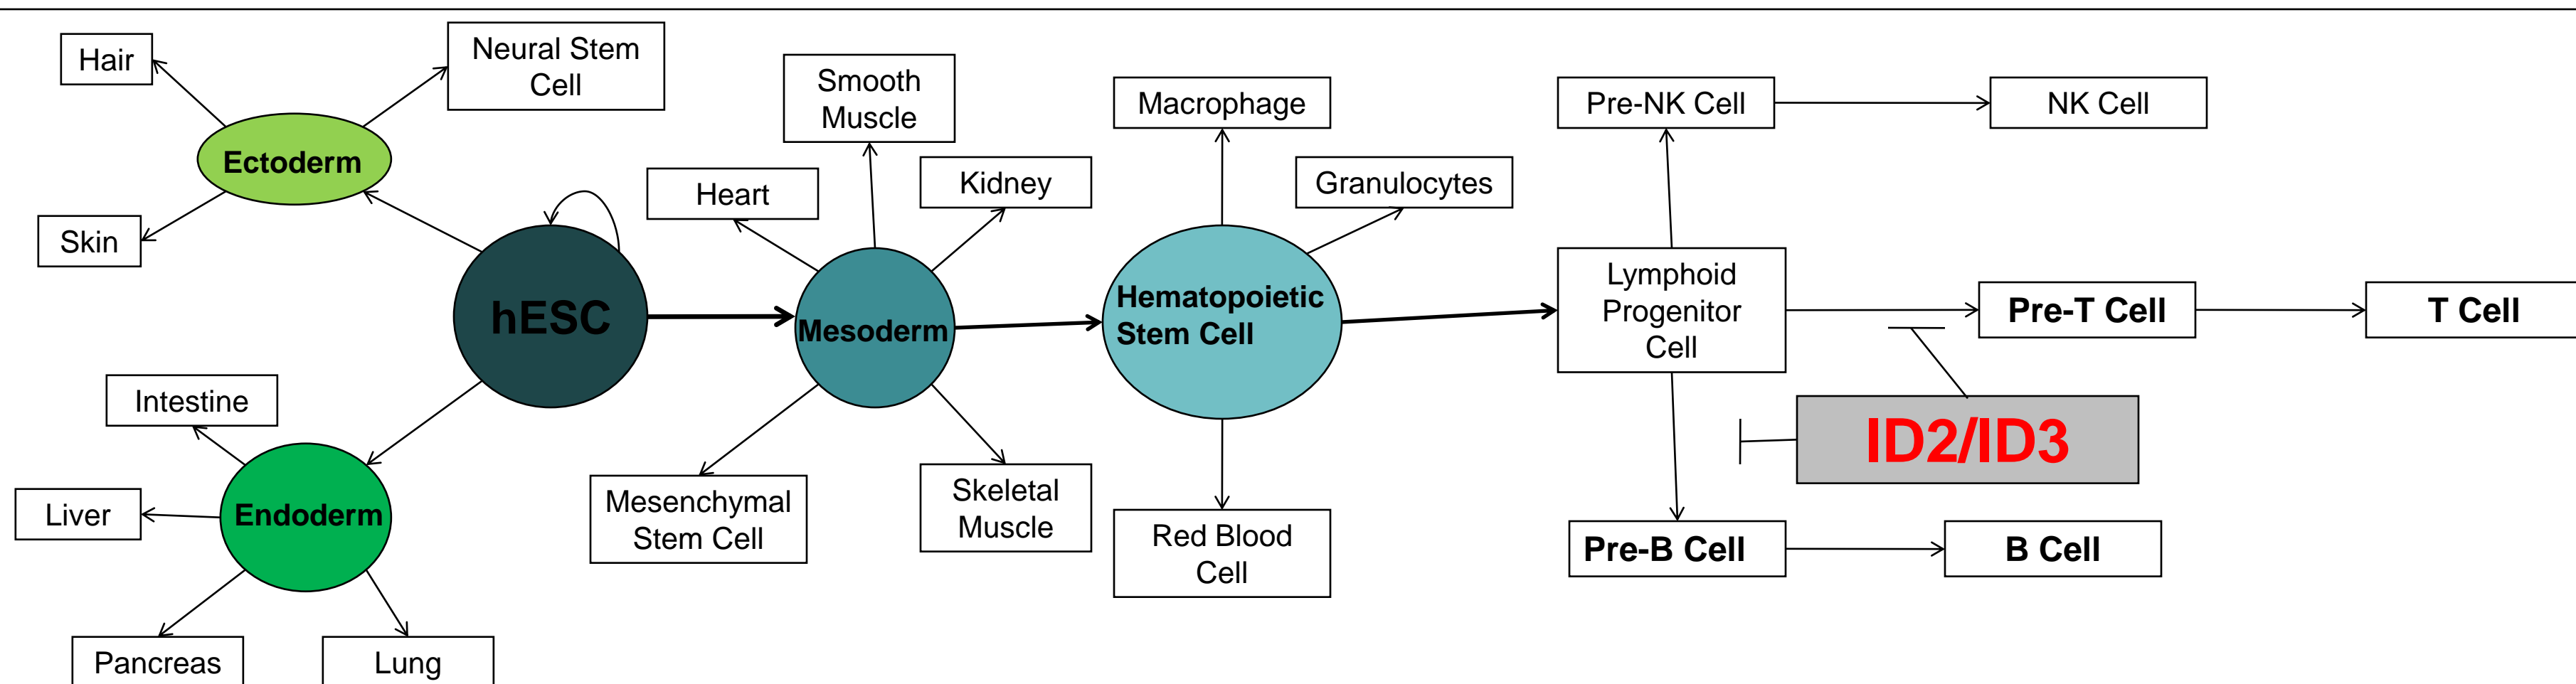 Hair
Neural Stem
Cell
Ectoderm
Skin
hESC
Intestine
Liver
Endoderm
Pancreas
Lung
Smooth
Muscle
Heart
Kidney
Mesoderm
Mesenchymal
Stem Cell
Skeletal
Muscle
Macrophage
Granulocytes
Hematopoietic
Stem Cell
Red Blood
Cell
Pre-NK Cell
NK Cell
Lymphoid
Progenitor
Cell
Pre-T Cell
T Cell
ID2/ID3
Pre-B Cell
B Cell